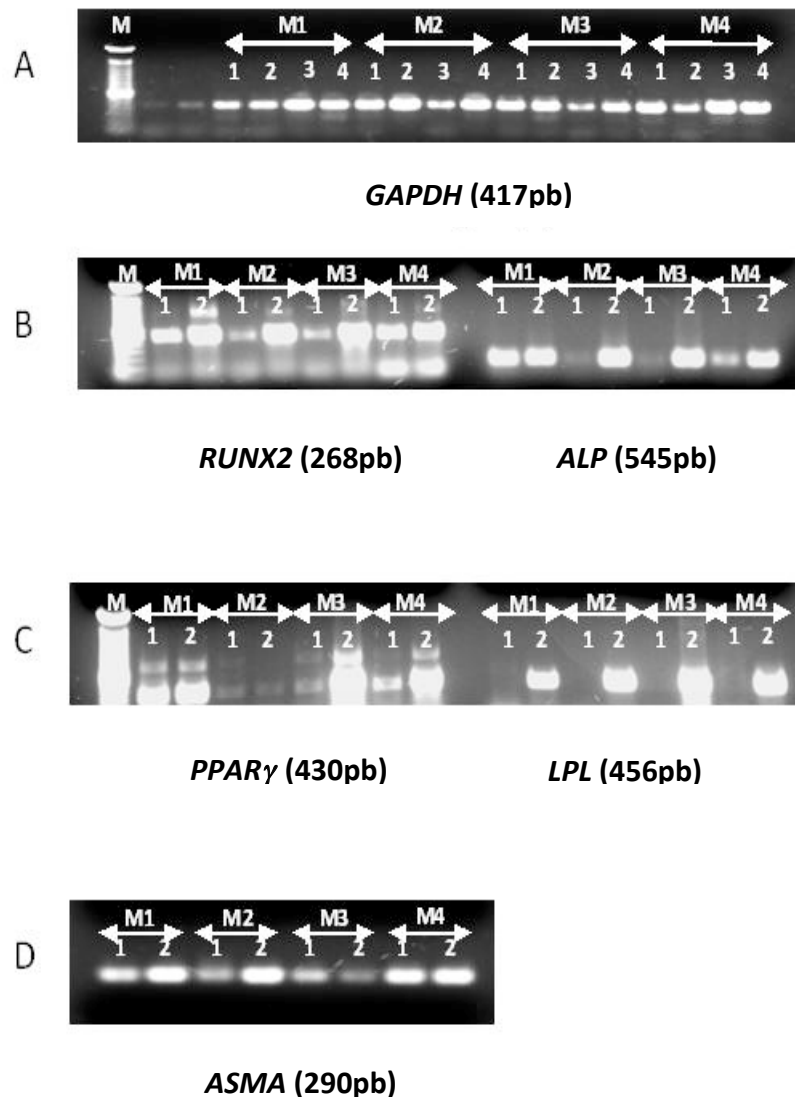 A
M M1 M2 M3 M4
1 2 3 4 1 2 3 4 1 2 3 4 1 2 3 4
GAPDH (417pb)
B
M M1 M2 M3 M4 M1 M2 M3 M4
1 2 1 2 1 2 1 2 1 2 1 2 1 2 1 2
RUNX2 (268pb) ALP (545pb)
C
M M1 M2 M3 M4 M1 M2 M3 M4
1 2 1 2 1 2 1 2 1 2 1 2 1 2 1 2
PPARγ (430pb) LPL (456pb)
D
M1 M2 M3 M4
1 2 1 2 1 2 1 2
ASMA (290pb)